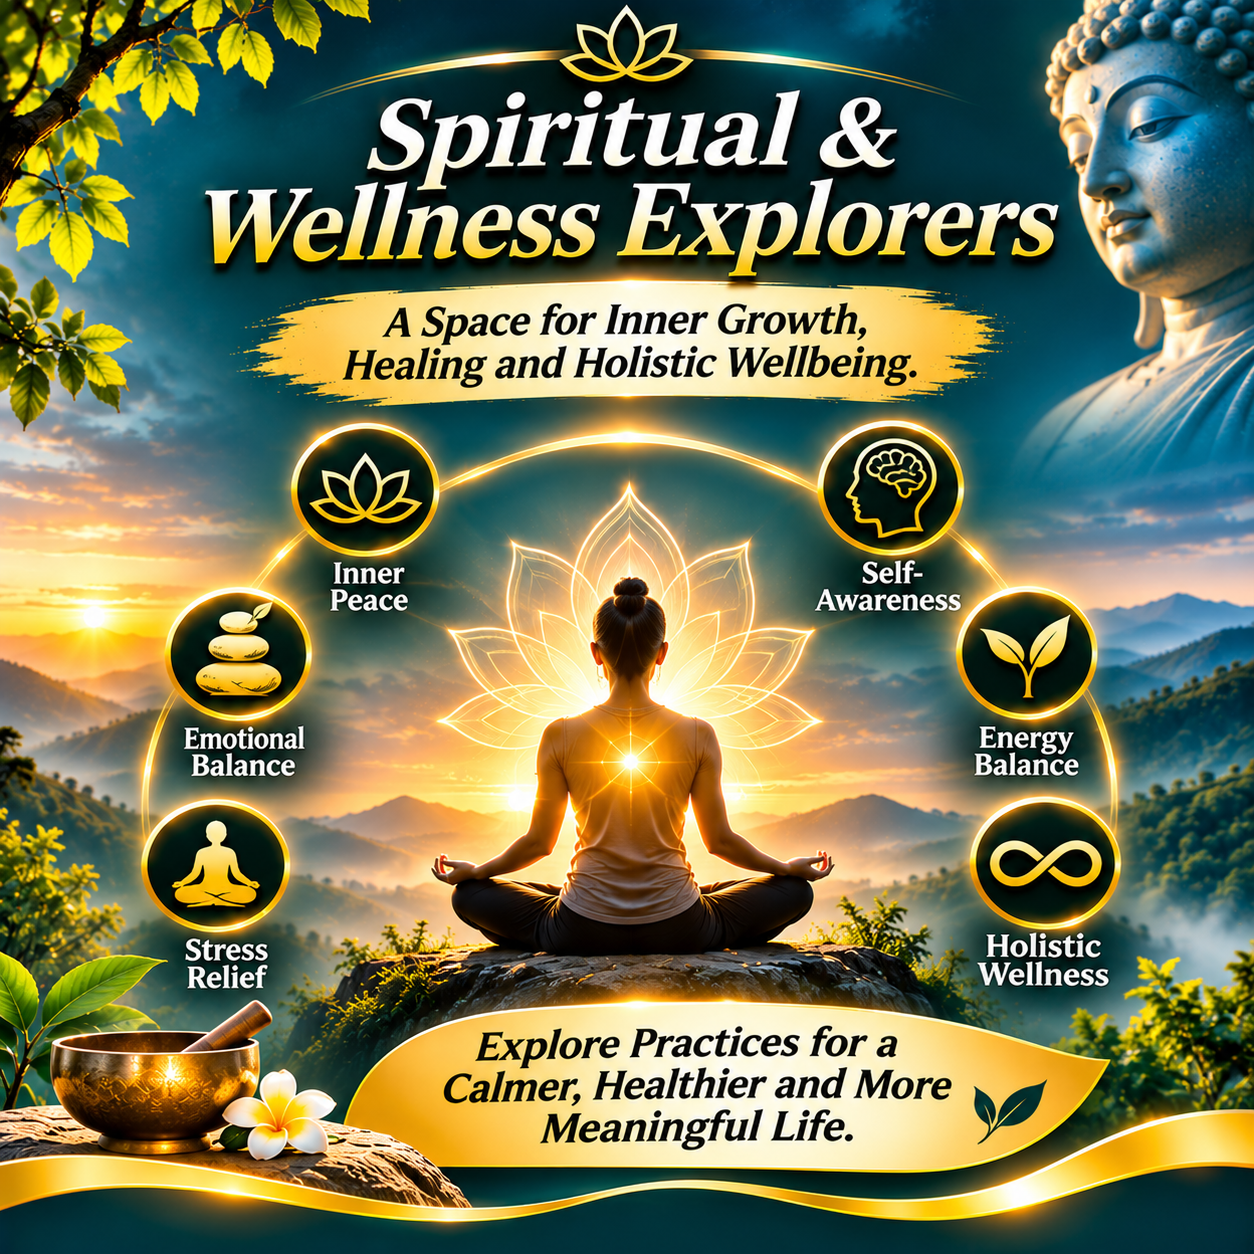 Spiritual &
Wellness Explorers
A Space for Inner Growth,
Healing and Holistic Wellbeing.
Inner
Peace
Self-
Awareness
Emotional
Balance
Energy
Balance
Stress
Relief
Holistic
Wellness
Explore Practices for a
Calmer, Healthier and More
Meaningful Life.